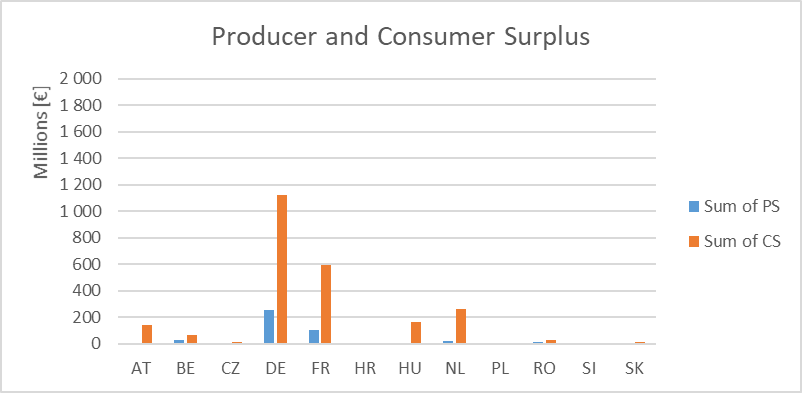 Producer and Consumer Surplus
Millions [€]
2 000
1 800
1 600
1 400
1 200
1 000
800
600
400
200
0
AT BE CZ DE FR HR HU NL PL RO SI SK
Sum of PS
Sum of CS